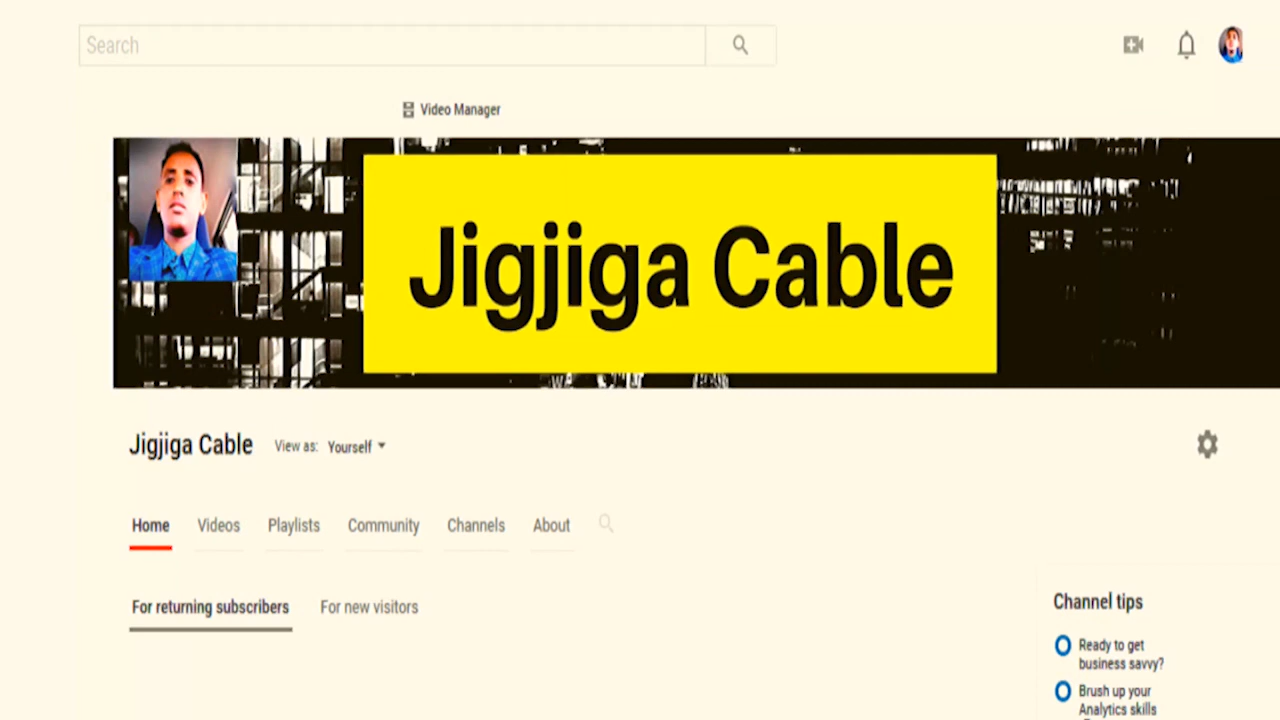 Search
Video Manager
Jigjiga Cable
Jigjiga Cable View as: Yourself
Home Videos Playlists Community Channels About
For returning subscribers For new visitors
Channel tips
Ready to get
business savvy?
Brush up your
Analytics skills